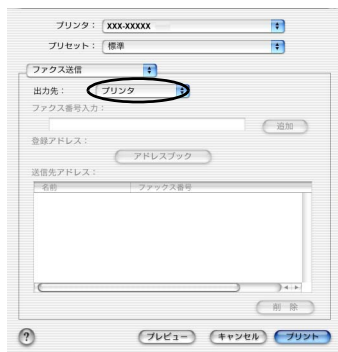 プリンタ： XXX-XXXXX
プリセット： 標準
ファクス送信
出力先： プリンタ
ファクス番号入力：
追加
登録アドレス：
アドレスブック
送信先アドレス：
名前 ファックス番号
削 除
? プレビュー キャンセル プリント